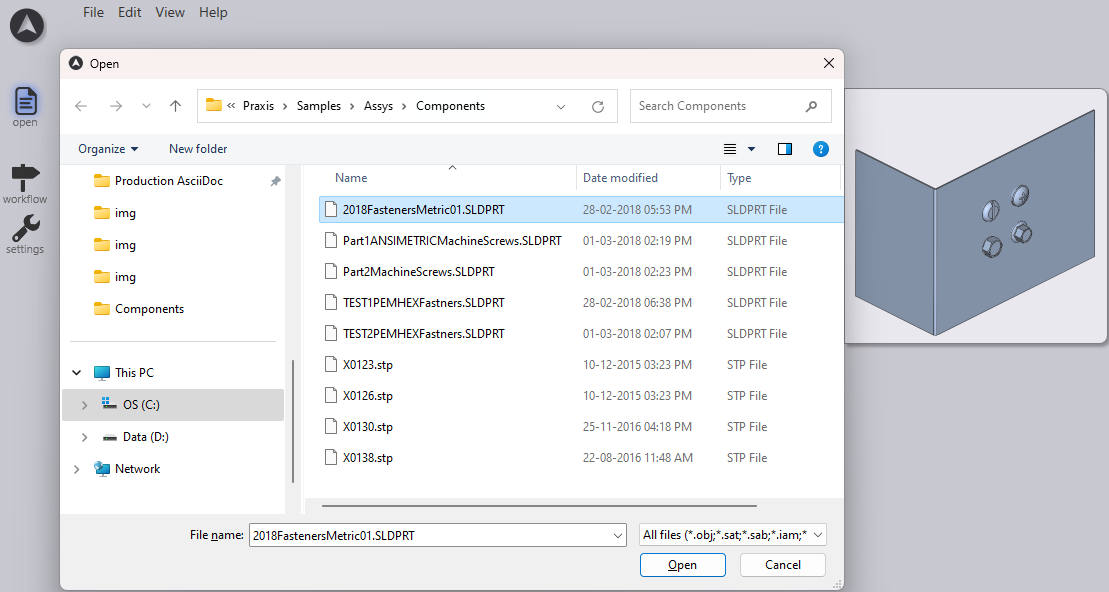 File Edit View Help
Open
open
workflow
settings
« Praxis > Samples > Assys > Components
Search Components
Organize
New folder
?
Production AsciiDoc
img
img
img
Components
This PC
OS (C:)
Data (D:)
Network
Name Date modified Type
2018FastenersMetric01.SLDPRT 28-02-2018 05:53 PM SLDPRT File
Part1ANSIMETRICMachineScrews.SLDPRT 01-03-2018 02:19 PM SLDPRT File
Part2MachineScrews.SLDPRT 01-03-2018 02:23 PM SLDPRT File
TEST1PEMHEXFastners.SLDPRT 28-02-2018 06:38 PM SLDPRT File
TEST2PEMHEXFastners.SLDPRT 01-03-2018 02:07 PM SLDPRT File
X0123.stp 10-12-2015 03:23 PM STP File
X0126.stp 10-12-2015 03:23 PM STP File
X0130.stp 25-11-2016 04:18 PM STP File
X0138.stp 22-08-2016 11:48 AM STP File
File name: 2018FastenersMetric01.SLDPRT
All files (*.obj;*.sat;*.sab;*.iam;*
Open
Cancel